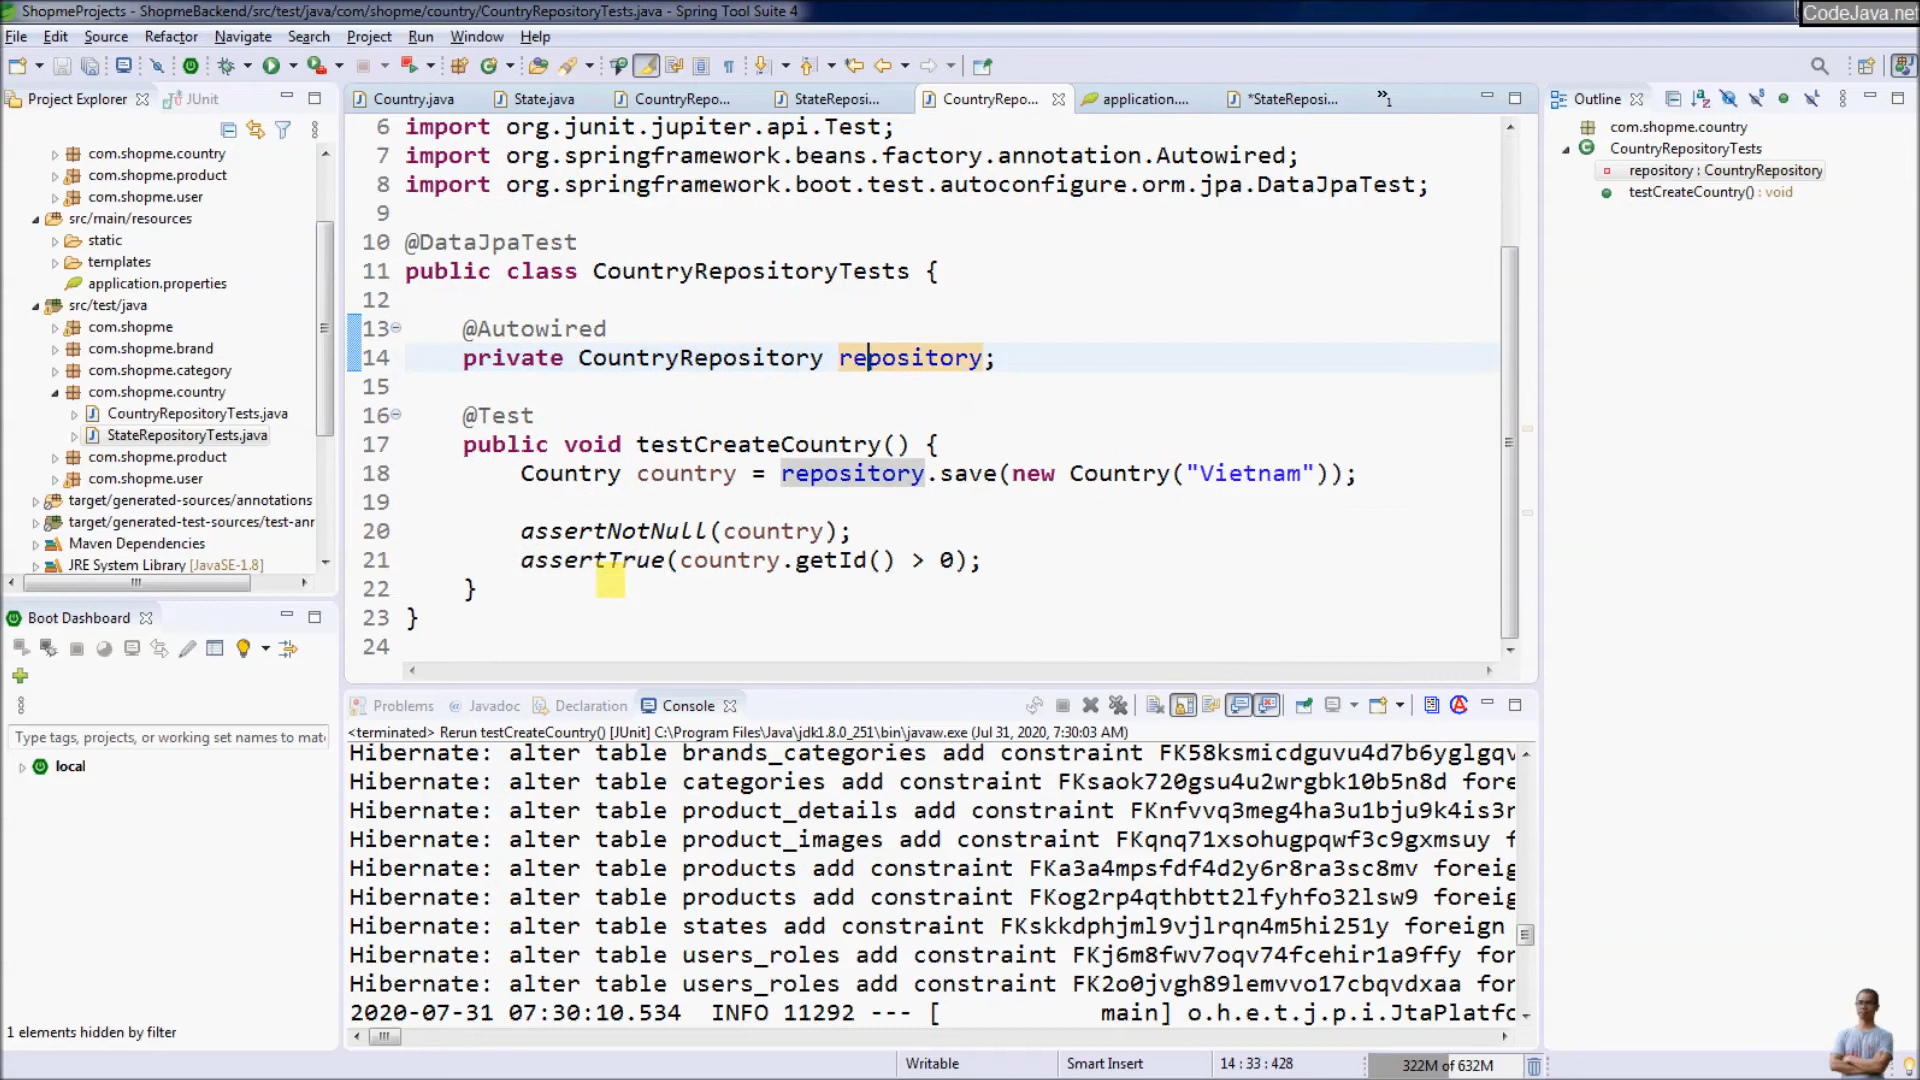 ShopmeProjects - ShopmeBackend/src/test/java/com/shopme/country/CountryRepositoryTests.java - Spring Tool Suite 4
CodeJava.net
File Edit Source Refactor Navigate Search Project Run Window Help
Project Explorer JUnit
com.shopme.country
com.shopme.product
com.shopme.user
src/main/resources
static
templates
application.properties
src/test/java
com.shopme
com.shopme.brand
com.shopme.category
com.shopme.country
CountryRepositoryTests.java
StateRepositoryTests.java
com.shopme.product
com.shopme.user
target/generated-sources/annotations
target/generated-test-sources/test-anr
Maven Dependencies
JRE System Library [JavaSE-1.8]
Boot Dashboard
Type tags, projects, or working set names to mat
local
1 elements hidden by filter
Country.java State.java CountryRepo... StateReposi... CountryRepo... application.... *StateReposi... »1
6 import org.junit.jupiter.api.Test;
7 import org.springframework.beans.factory.annotation.Autowired;
8 import org.springframework.boot.test.autoconfigure.orm.jpa.DataJpaTest;
9
10 @DataJpaTest
11 public class CountryRepositoryTests {
12
13 @Autowired
14 private CountryRepository repository;
15
16 @Test
17 public void testCreateCountry() {
18 Country country = repository.save(new Country("Vietnam"));
19
20 assertNotNull(country);
21 assertTrue(country.getId() > 0);
22 }
23 }
24
Problems @ Javadoc Declaration Console
<terminated> Rerun testCreateCountry() [JUnit] C:\Program Files\Java\jdk1.8.0_251\bin\javaw.exe (Jul 31, 2020, 7:30:03 AM)
Hibernate: alter table brands_categories add constraint FK58ksmicdguvu4d7b6yglgqv
Hibernate: alter table categories add constraint FKsaok720gsu4u2wrgbk10b5n8d fore
Hibernate: alter table product_details add constraint FKnfvvq3meg4ha3u1bju9k4is3r
Hibernate: alter table product_images add constraint FKqnq71xsohugpqwf3c9gxmsuy f
Hibernate: alter table products add constraint FKa3a4mpsfdf4d2y6r8ra3sc8mv foreig
Hibernate: alter table products add constraint FKog2rp4qthbtt2lfyhfo32lsw9 foreig
Hibernate: alter table states add constraint FKskkdphjml9vjlrqn4m5hi251y foreign
Hibernate: alter table users_roles add constraint FKj6m8fwv7oqv74fcehir1a9ffy for
Hibernate: alter table users_roles add constraint FK2o0jvgh89lemvvo17cbqvdxaa for
2020-07-31 07:30:10.534 INFO 11292 --- [ main] o.h.e.t.j.p.i.JtaPlatfo
Outline
com.shopme.country
CountryRepositoryTests
repository : CountryRepository
testCreateCountry() : void
Writable Smart Insert 14 : 33 : 428 322M of 632M